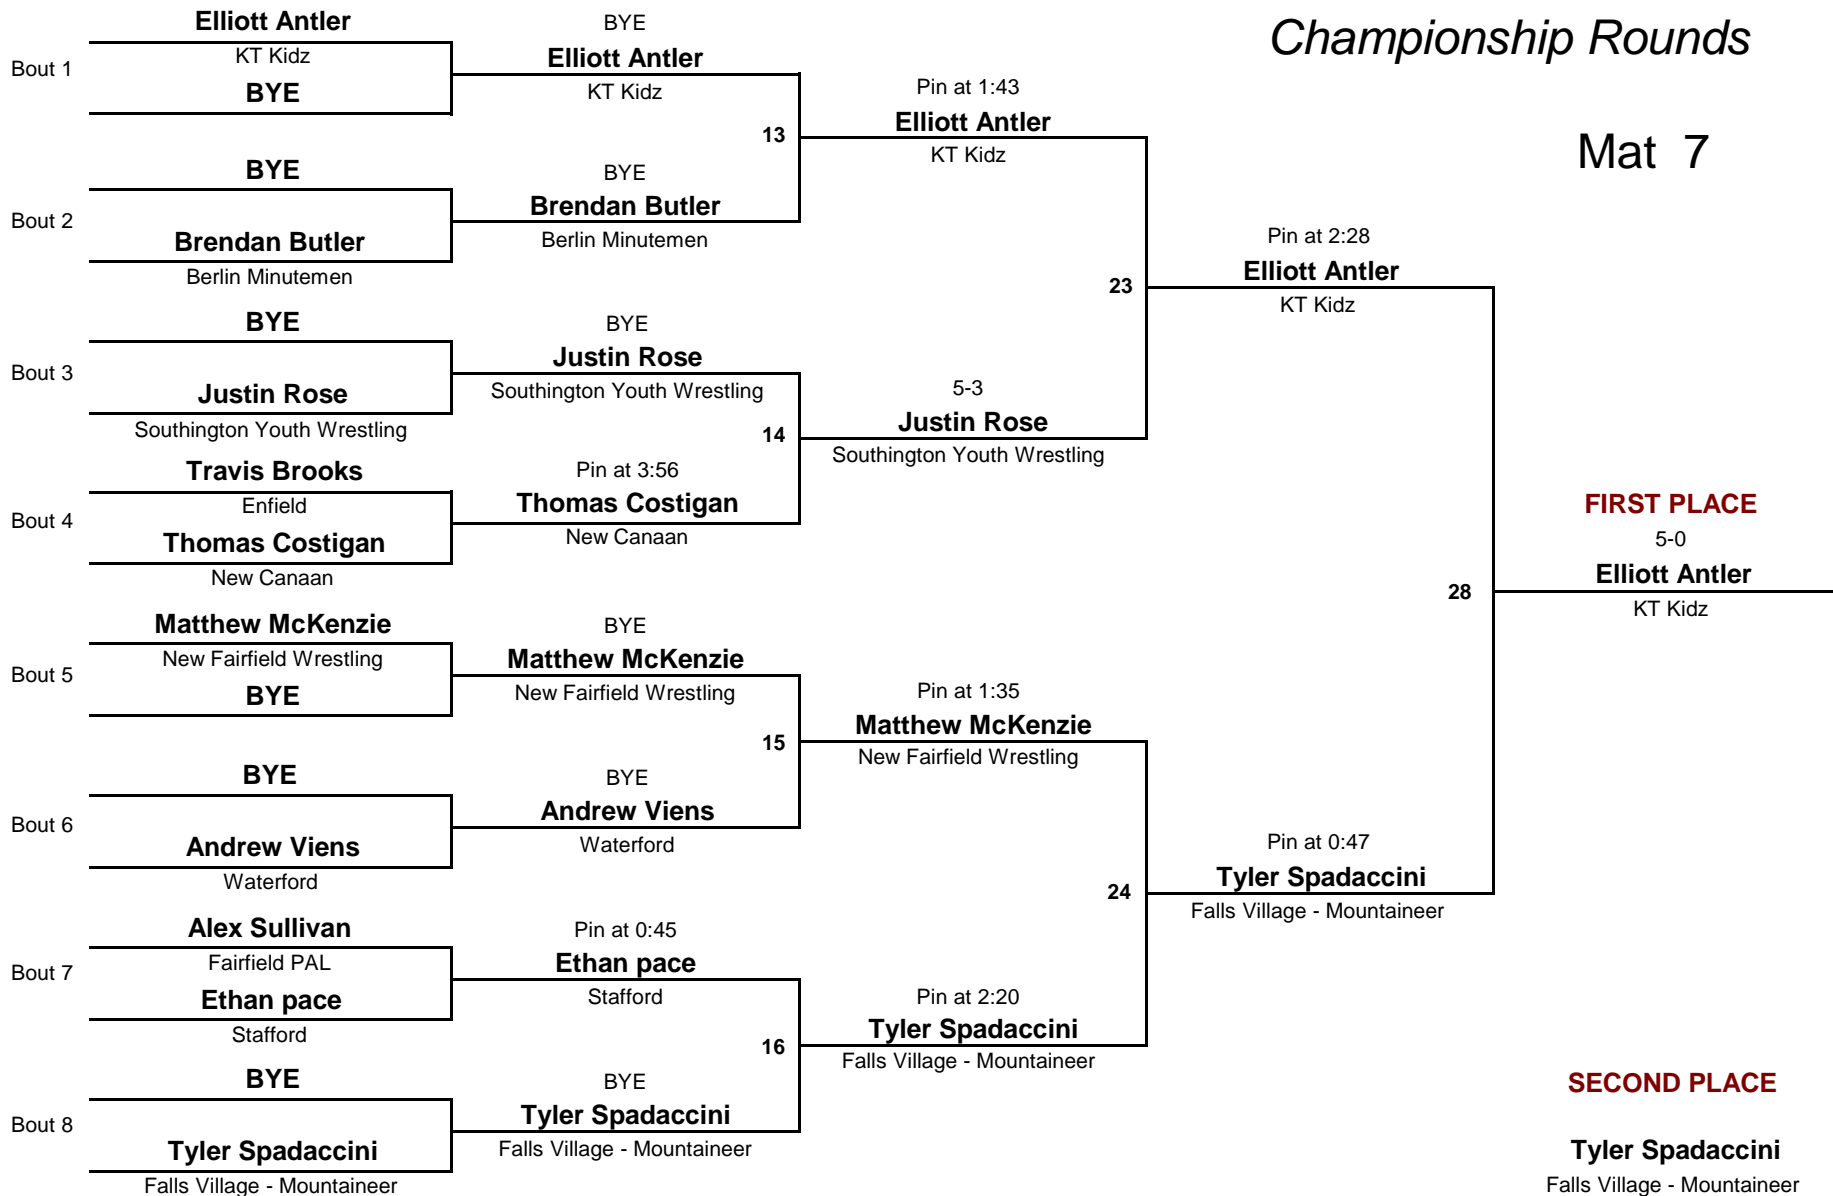 Championship Rounds
Mat 7
Bout 1
Elliott Antler
KT Kidz
BYE
Bout 2
BYE
Brendan Butler
Berlin Minutemen
Bout 3
BYE
Justin Rose
Southington Youth Wrestling
Bout 4
Travis Brooks
Enfield
Thomas Costigan
New Canaan
Bout 5
Matthew McKenzie
New Fairfield Wrestling
BYE
Bout 6
BYE
Andrew Viens
Waterford
Bout 7
Alex Sullivan
Fairfield PAL
Ethan pace
Stafford
Bout 8
BYE
Tyler Spadaccini
Falls Village - Mountaineer
BYE
Elliott Antler
KT Kidz
13
BYE
Brendan Butler
Berlin Minutemen
BYE
Justin Rose
Southington Youth Wrestling
14
Pin at 3:56
Thomas Costigan
New Canaan
BYE
Matthew McKenzie
New Fairfield Wrestling
15
BYE
Andrew Viens
Waterford
Pin at 0:45
Ethan pace
Stafford
16
BYE
Tyler Spadaccini
Falls Village - Mountaineer
Pin at 1:43
Elliott Antler
KT Kidz
23
5-3
Justin Rose
Southington Youth Wrestling
Pin at 1:35
Matthew McKenzie
New Fairfield Wrestling
24
Pin at 2:20
Tyler Spadaccini
Falls Village - Mountaineer
Pin at 2:28
Elliott Antler
KT Kidz
28
Pin at 0:47
Tyler Spadaccini
Falls Village - Mountaineer
FIRST PLACE
5-0
Elliott Antler
KT Kidz
SECOND PLACE
Tyler Spadaccini
Falls Village - Mountaineer